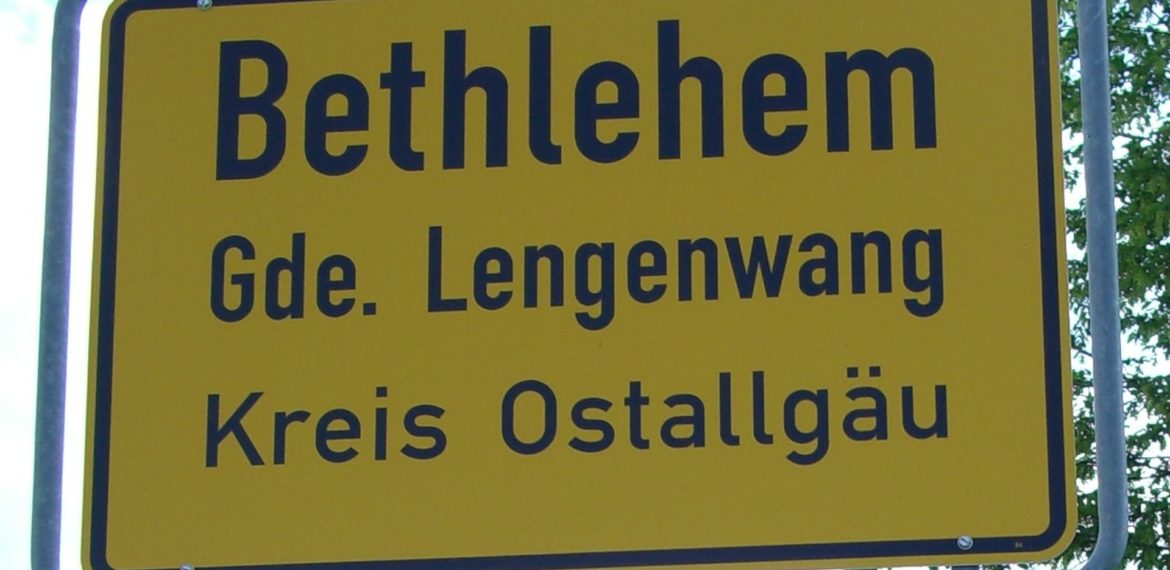 Bethlehem
Gde. Lengenwang
Kreis Ostallgäu